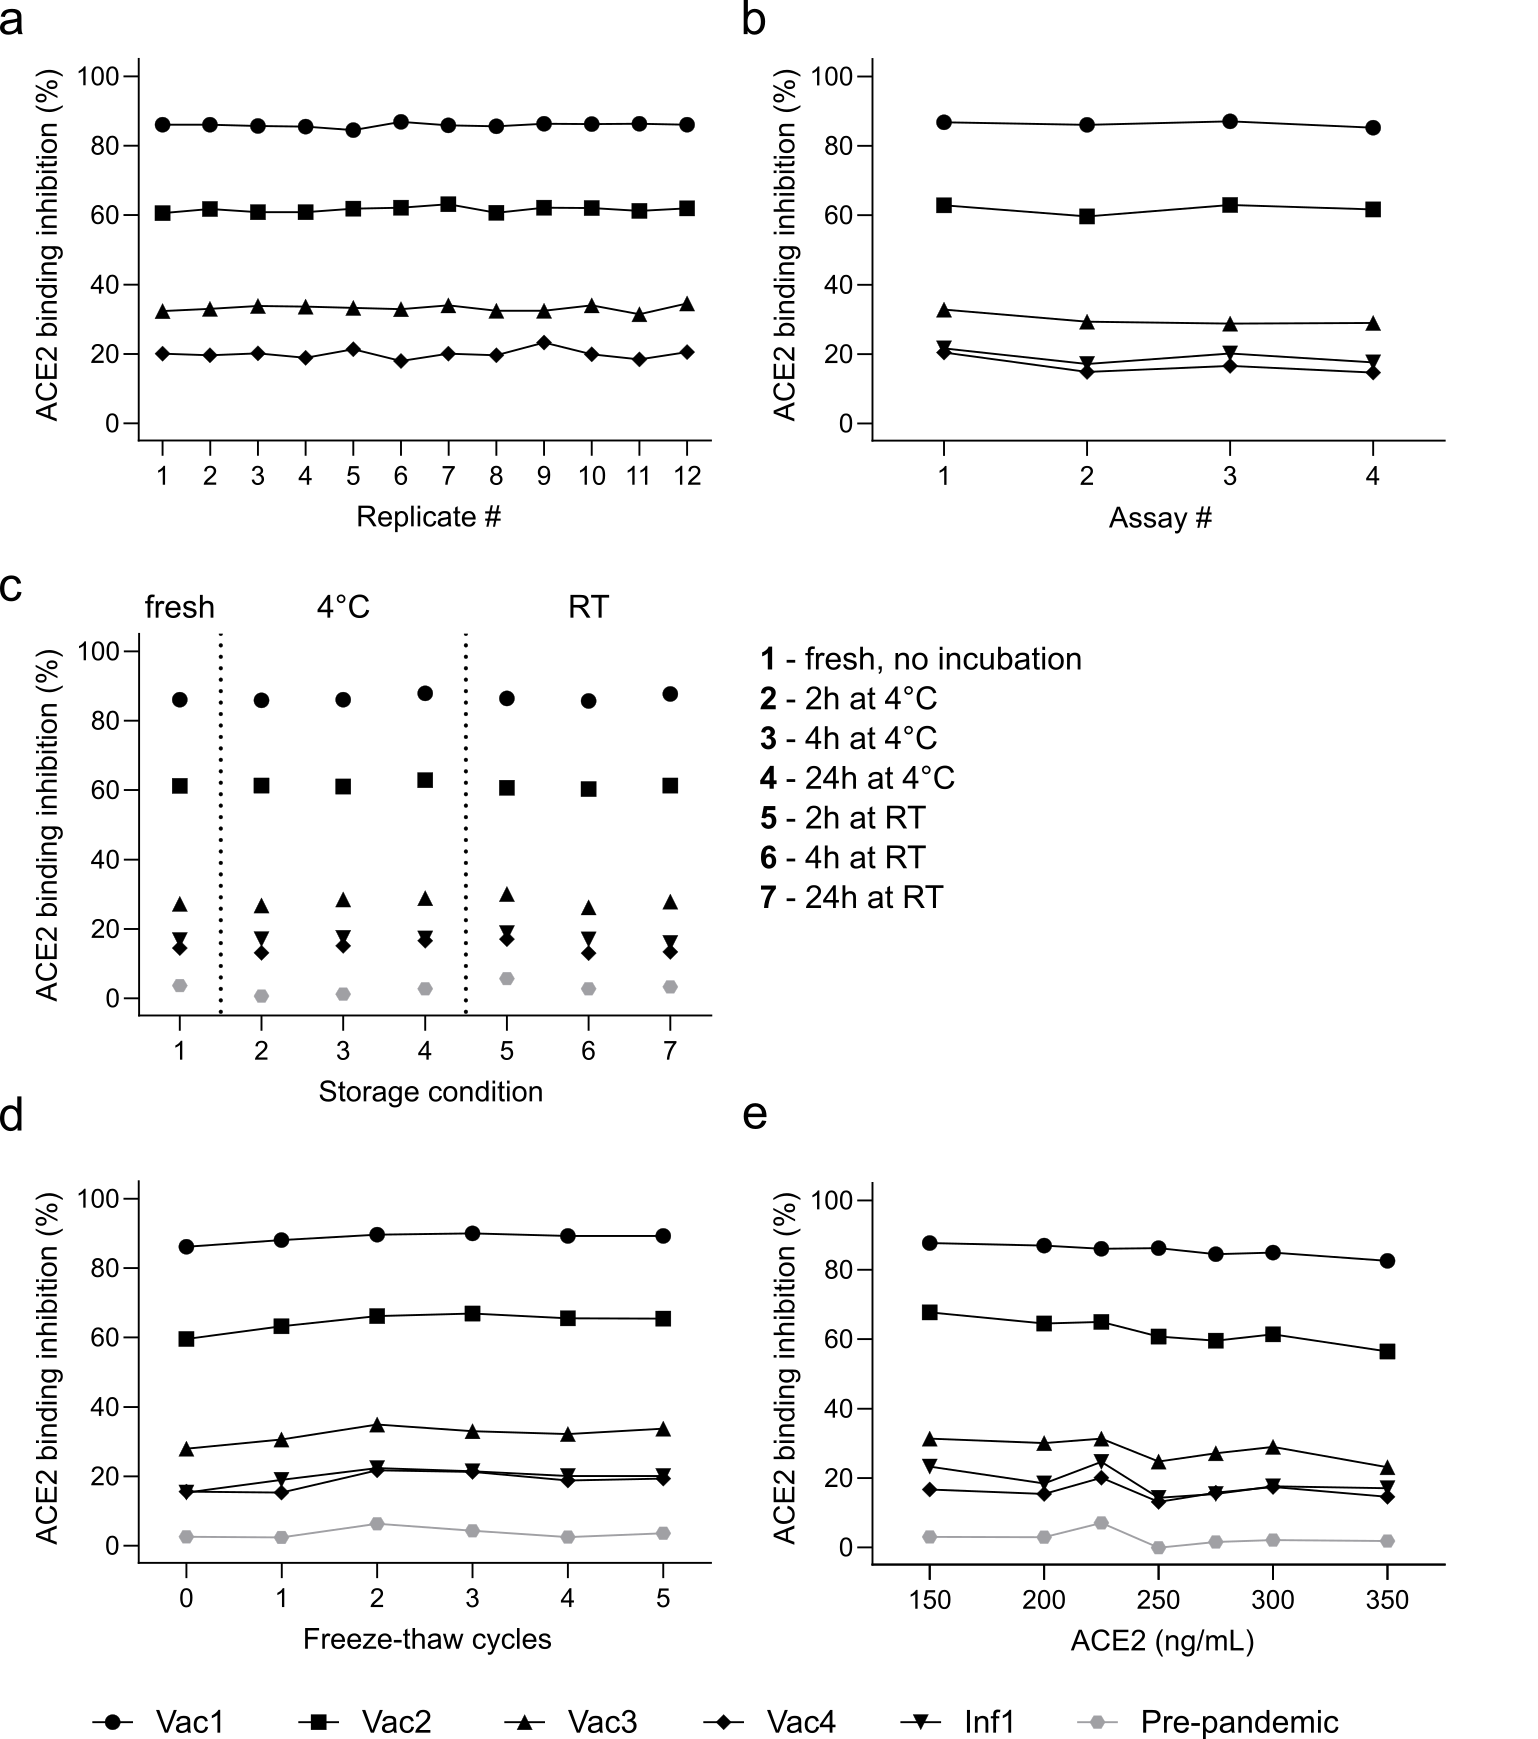 a
ACE2 binding inhibition (%)
100
80
60
40
20
0
1 2 3 4 5 6 7 8 9 10 11 12
Replicate #
b
ACE2 binding inhibition (%)
100
80
60
40
20
0
1 2 3 4
Assay #
c
fresh 4°C RT
ACE2 binding inhibition (%)
100
80
60
40
20
0
1 2 3 4 5 6 7
Storage condition
1 - fresh, no incubation
2 - 2h at 4°C
3 - 4h at 4°C
4 - 24h at 4°C
5 - 2h at RT
6 - 4h at RT
7 - 24h at RT
d
ACE2 binding inhibition (%)
100
80
60
40
20
0
0 1 2 3 4 5
Freeze-thaw cycles
e
ACE2 binding inhibition (%)
100
80
60
40
20
0
150 200 250 300 350
ACE2 (ng/mL)
Vac1 Vac2 Vac3 Vac4 Inf1 Pre-pandemic